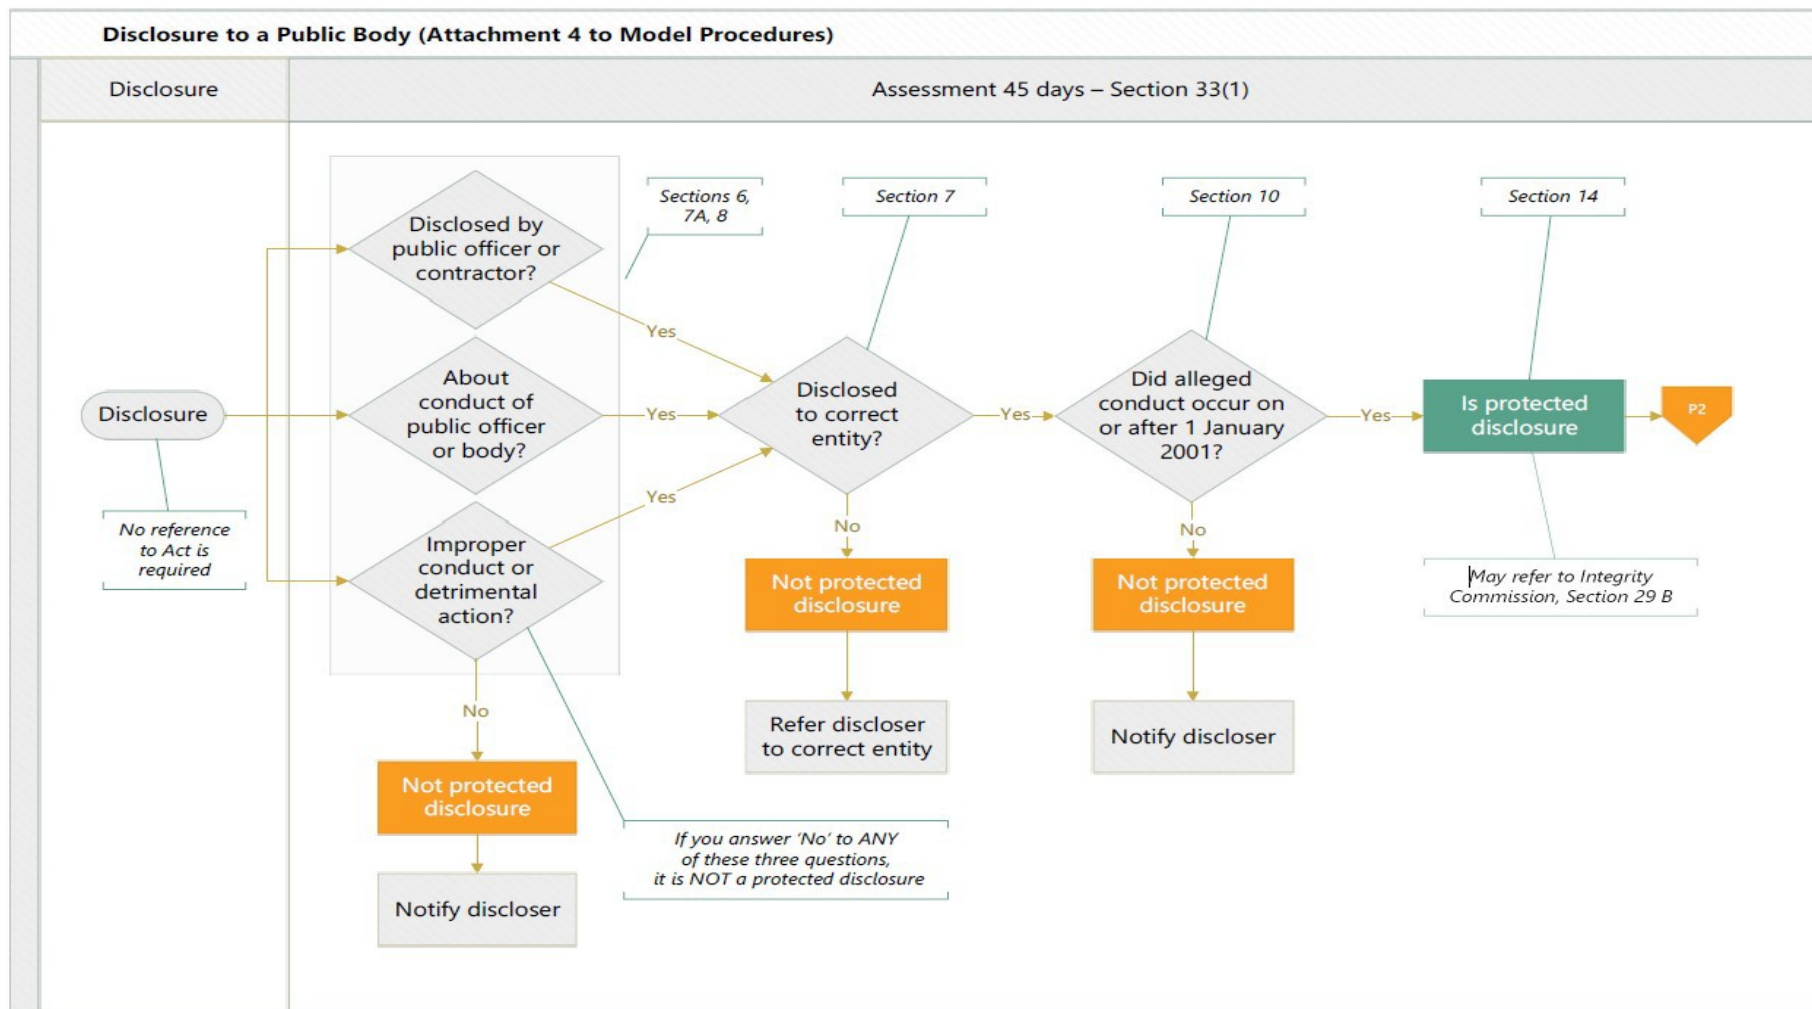 Disclosure to a Public Body (Attachment 4 to Model Procedures)
Disclosure
Assessment 45 days – Section 33(1)
Disclosed by
public officer or
contractor?
Sections 6,
7A, 8
Section 7
Section 10
Section 14
Yes
Disclosure
About
conduct of
public officer
or body?
Yes
Disclosed
to correct
entity?
Yes
Did alleged
conduct occur on
or after 1 January
2001?
Yes
Is protected
disclosure
P2
No reference
to Act is
required
Improper
conduct or
detrimental
action?
Yes
No
Not protected
disclosure
Refer discloser
to correct entity
No
Not protected
disclosure
Notify discloser
May refer to Integrity
Commission, Section 29 B
No
Not protected
disclosure
Notify discloser
If you answer ‘No’ to ANY
of these three questions,
it is NOT a protected disclosure